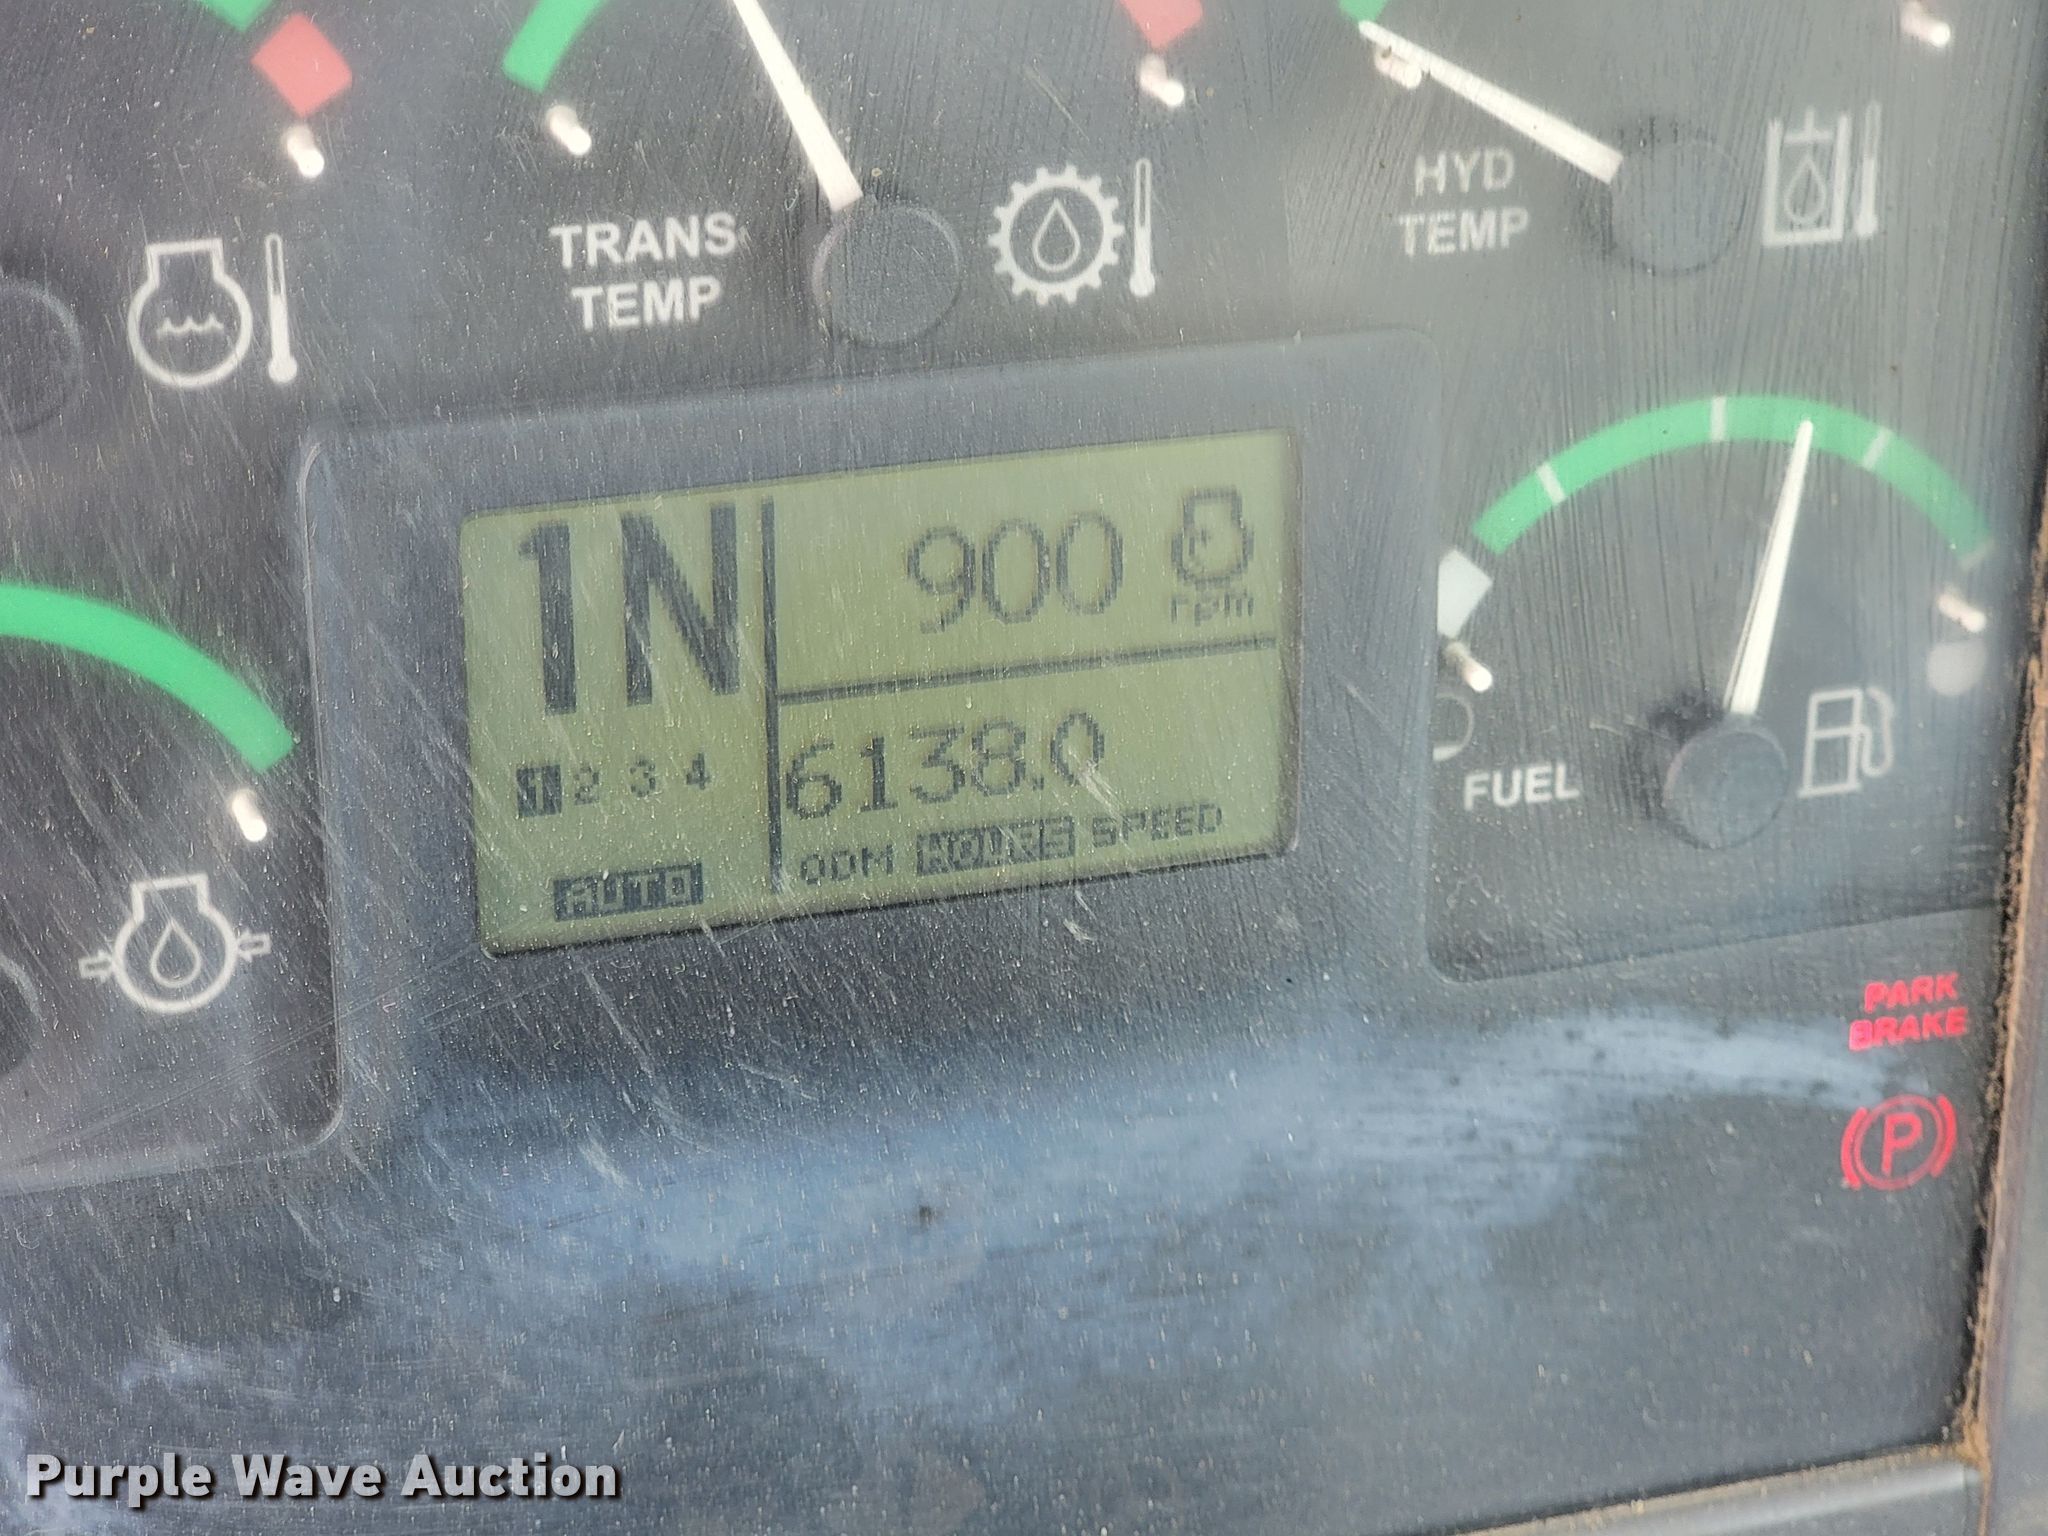 TRANS
TEMP
HYD
TEMP
1N
900
rpm
6138.0
1 2 3 4
ODM HOURS SPEED
AUTO
FUEL
PARK
BRAKE
P
Purple Wave Auction